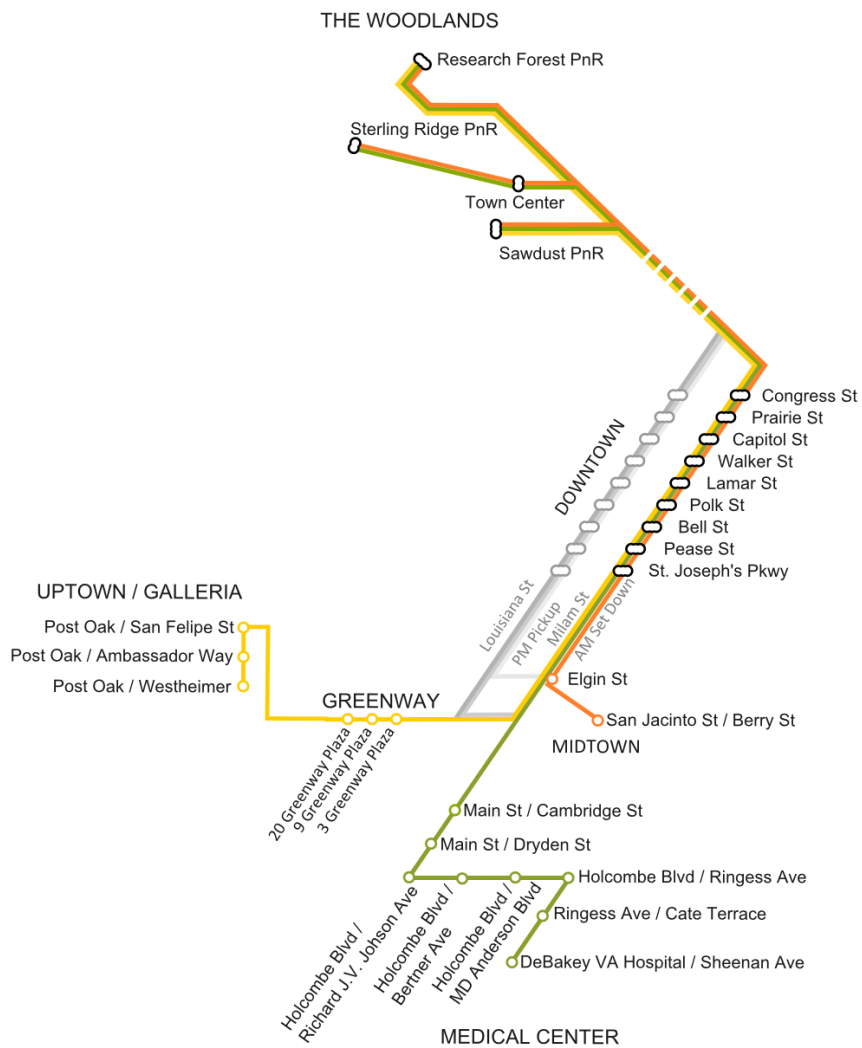 THE WOODLANDS
Research Forest PnR
Sterling Ridge PnR
Town Center
Sawdust PnR
Congress St
Prairie St
Capitol St
Walker St
Lamar St
Polk St
Bell St
Pease St
St. Joseph's Pkwy
DOWNTOWN
Louisiana St
PM Pickup
Milam St
AM Set Down
UPTOWN / GALLERIA
Post Oak / San Felipe St
Post Oak / Ambassador Way
Post Oak / Westheimer
GREENWAY
20 Greenway Plaza
9 Greenway Plaza
3 Greenway Plaza
Elgin St
San Jacinto St / Berry St
MIDTOWN
Main St / Cambridge St
Main St / Dryden St
Holcombe Blvd /
Richard J.V. Johson Ave
Holcombe Blvd /
Bertner Ave
Holcombe Blvd /
MD Anderson Blvd
Holcombe Blvd / Ringess Ave
Ringess Ave / Cate Terrace
DeBakey VA Hospital / Sheenan Ave
MEDICAL CENTER